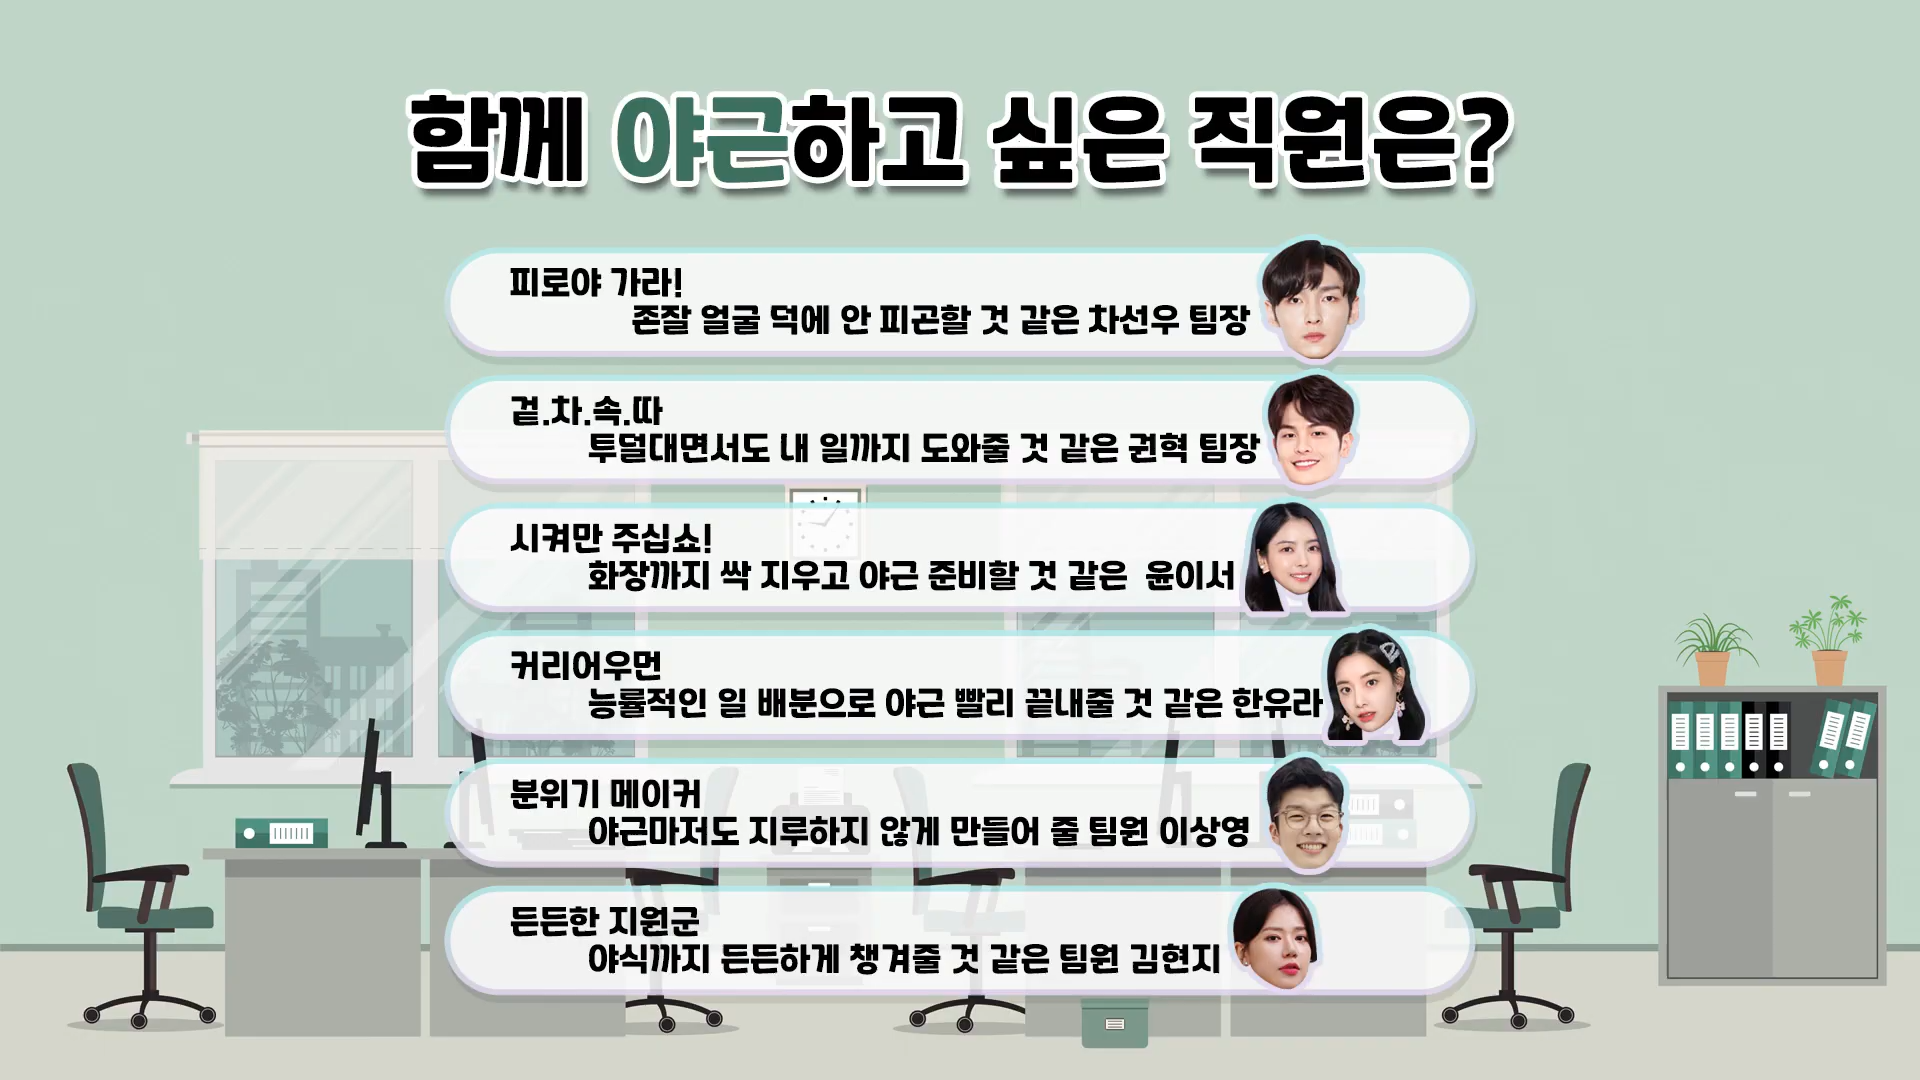 함께 야근하고 싶은 직원은?
피로야 가라!
존잘 얼굴 덕에 안 피곤할 것 같은 차선우 팀장
겉.차.속.따
투덜대면서도 내 일까지 도와줄 것 같은 권혁 팀장
시켜만 주십쇼!
화장까지 싹 지우고 야근 준비할 것 같은 윤이서
커리어우먼
능률적인 일 배분으로 야근 빨리 끝내줄 것 같은 한유라
분위기 메이커
야근마저도 지루하지 않게 만들어 줄 팀원 이상영
든든한 지원군
야식까지 든든하게 챙겨줄 것 같은 팀원 김현지